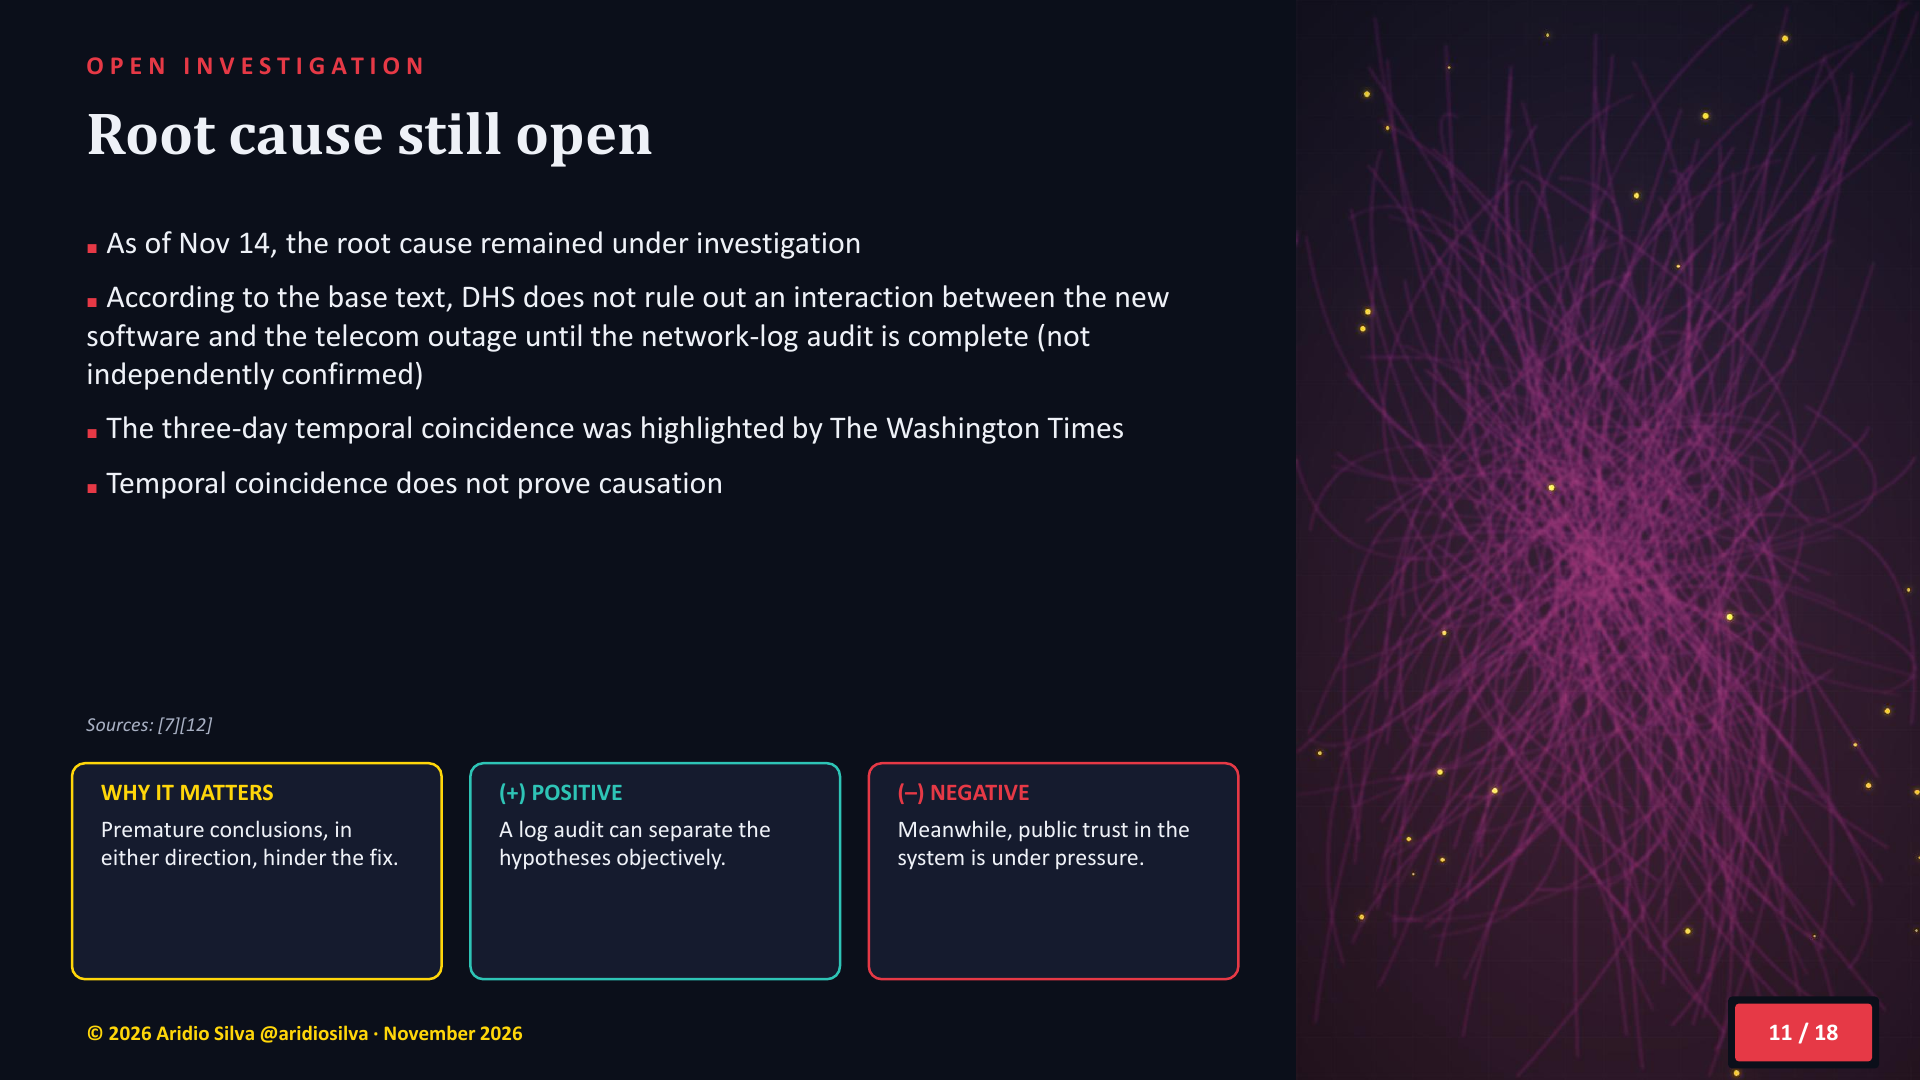 OPEN INVESTIGATION
Root cause still open
▪ As of Nov 14, the root cause remained under investigation
▪ According to the base text, DHS does not rule out an interaction between the new
software and the telecom outage until the network-log audit is complete (not
independently confirmed)
▪ The three-day temporal coincidence was highlighted by The Washington Times
▪ Temporal coincidence does not prove causation
Sources: [7][12]
WHY IT MATTERS
Premature conclusions, in
either direction, hinder the fix.
(+) POSITIVE
A log audit can separate the
hypotheses objectively.
(–) NEGATIVE
Meanwhile, public trust in the
system is under pressure.
© 2026 Aridio Silva @aridiosilva · November 2026
11 / 18